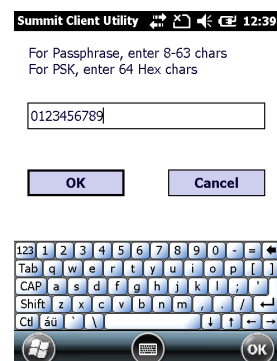 Summit Client Utility 12:39
For Passphrase, enter 8-63 chars
For PSK, enter 64 Hex chars
0123456789
OK Cancel
123 1 2 3 4 5 6 7 8 9 0 - =
Tab q w e r t y u i o p [ ]
CAP a s d f g h j k l ; '
Shift z x c v b n m , . /
Ctl áü ` \
OK